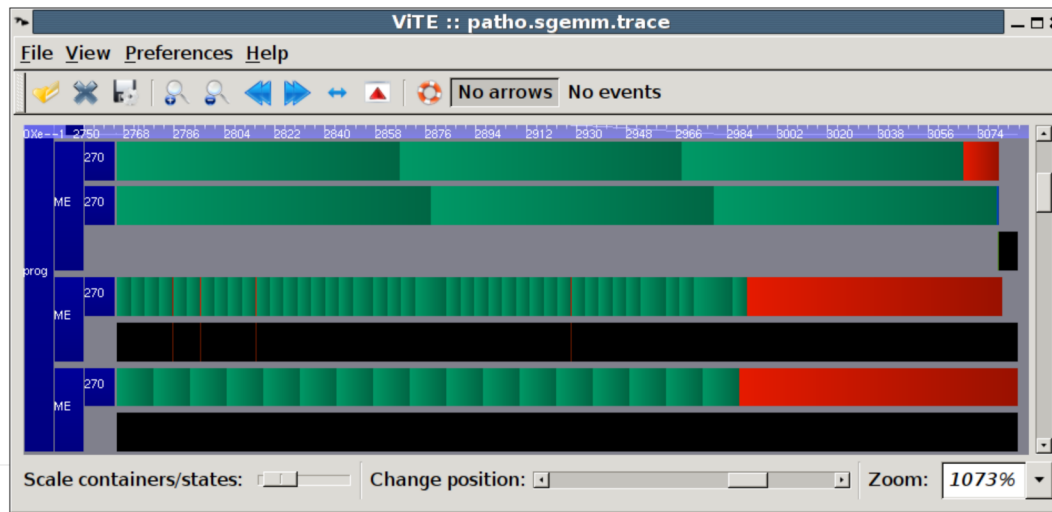 ViTE :: patho.sgemm.trace
File View Preferences Help
No arrows No events
2750 2768 2786 2804 2822 2840 2858 2876 2894 2912 2930 2948 2966 2984 3002 3020 3038 3056 3074
270
ME 270
prog
270
ME
270
ME
Scale containers/states: Change position: Zoom: 1073%